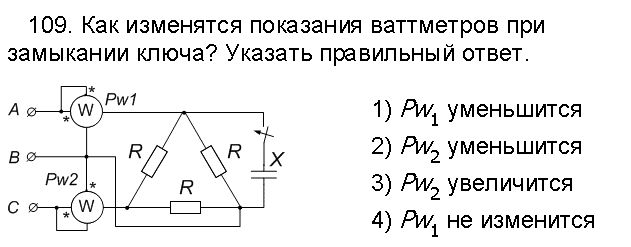 109. Как изменятся показания ваттметров при
замыкании ключа? Указать правильный ответ.
A
*
W
*
Pw1
B
Pw2
C
*
W
*
R
R
R
X
1) Pw1 уменьшится
2) Pw2 уменьшится
3) Pw2 увеличится
4) Pw1 не изменится